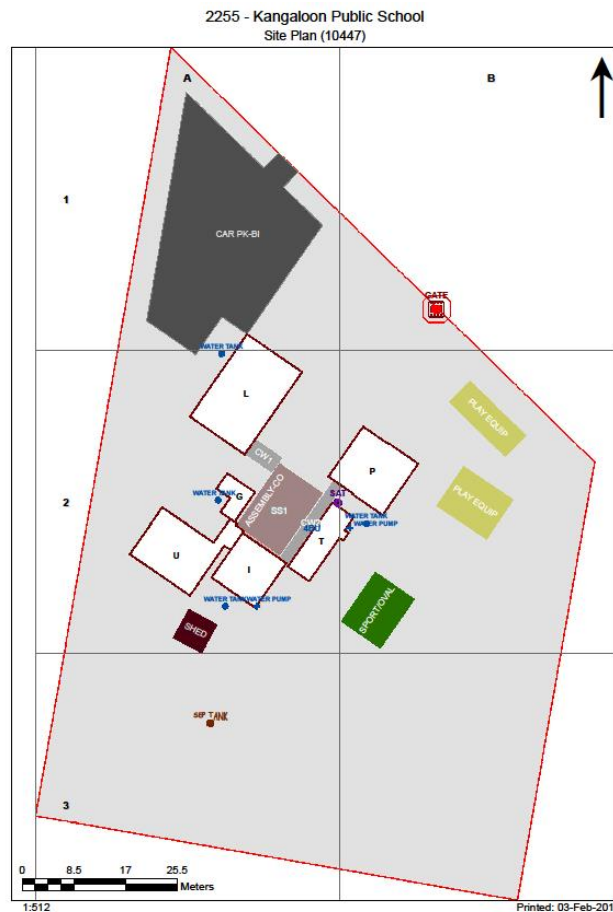 2255 - Kangaloon Public School
Site Plan (10447)
A
B
1
CAR PK-BI
GATE
WATER TANK
L
PLAY EQUIP
CW1
P
2
WATER TANK
G
ASSEMBLY-CO
SS1
SAT
PLAY EQUIP
WATER TANK
WATER PUMP
T
U
I
WATER TANK
WATER PUMP
SPORT/OVAL
SHED
SEP TANK
3
0 8.5 17 25.5
Meters
1:512
Printed: 03-Feb-201